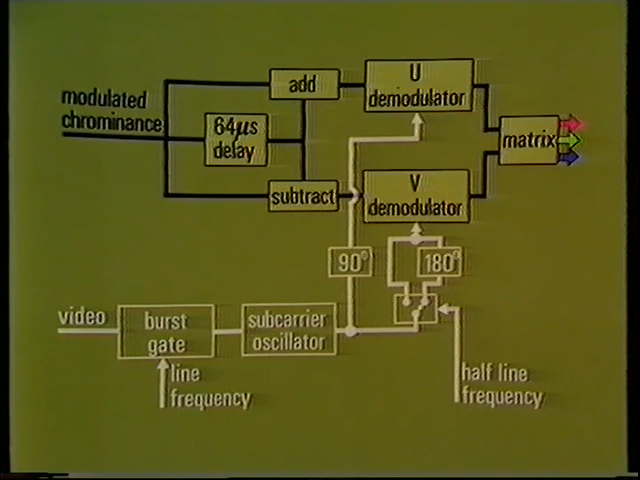 modulated
chrominance
64µs
delay
add
subtract
U
demodulator
V
demodulator
matrix
90°
180°
video
burst
gate
subcarrier
oscillator
line
frequency
half line
frequency